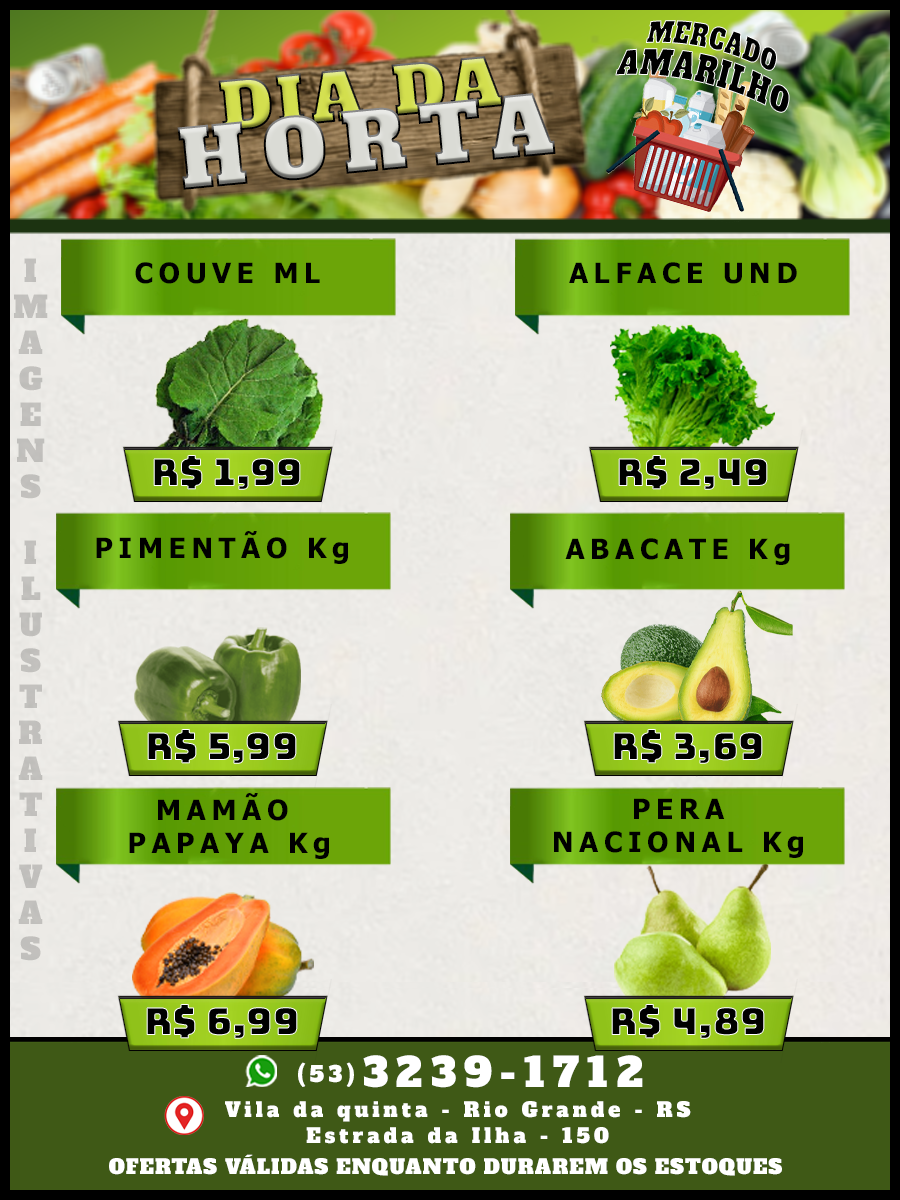 DIA DA
HORTA
MERCADO
AMARILHO
IMAGENS ILUSTRATIVAS
COUVE ML
R$ 1,99
ALFACE UND
R$ 2,49
PIMENTÃO Kg
R$ 5,99
ABACATE Kg
R$ 3,69
MAMÃO
PAPAYA Kg
R$ 6,99
PERA
NACIONAL Kg
R$ 4,89
(53) 3239-1712
Vila da quinta - Rio Grande - RS
Estrada da Ilha - 150
OFERTAS VÁLIDAS ENQUANTO DURAREM OS ESTOQUES